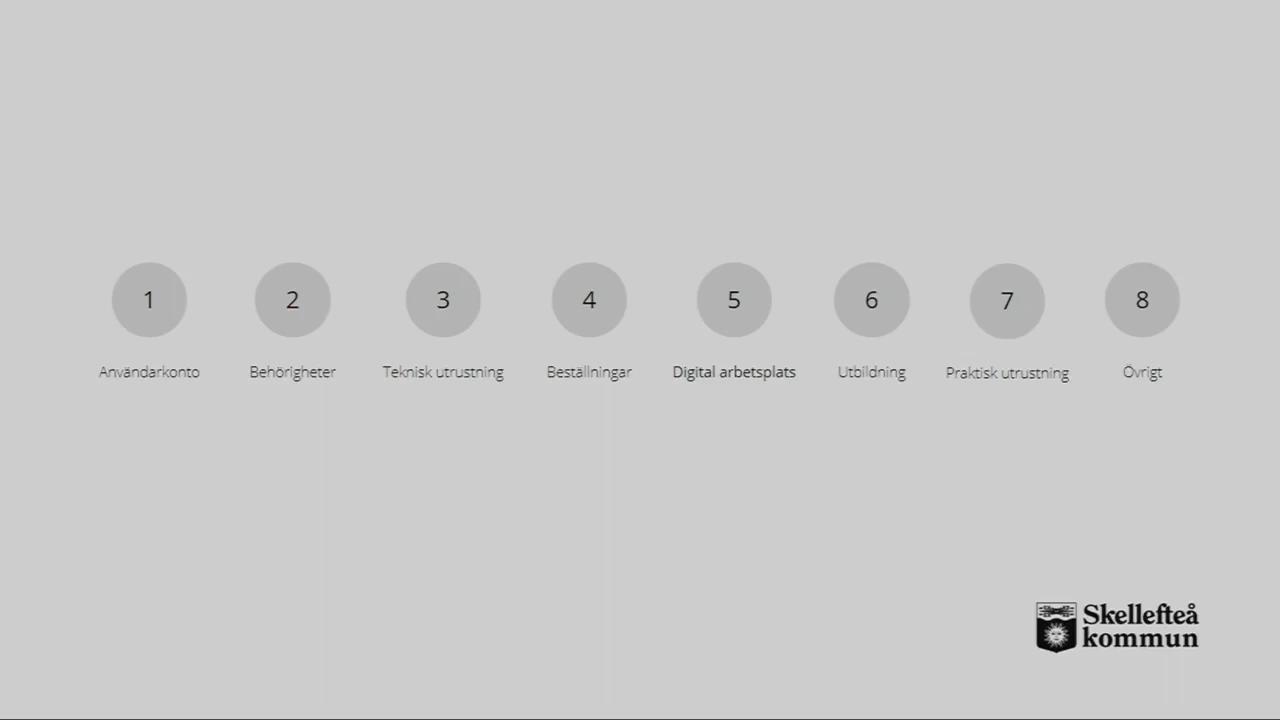 1 2 3 4 5 6 7 8
Användarkonto Behörigheter Teknisk utrustning Beställningar Digital arbetsplats Utbildning Praktisk utrustning Övrigt
Skellefteå
kommun